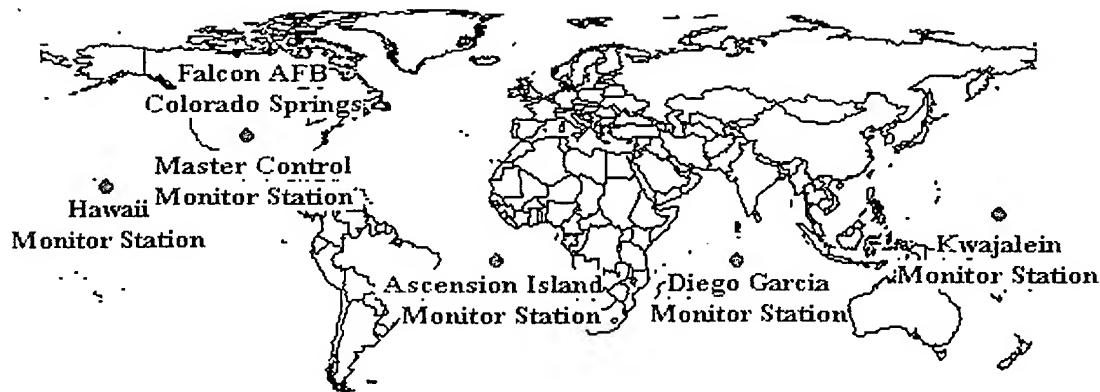 Falcon AFB
Colorado Springs
Master Control
Monitor Station
Hawaii
Monitor Station
Ascension Island
Monitor Station
Diego Garcia
Monitor Station
Kwajalein
Monitor Station